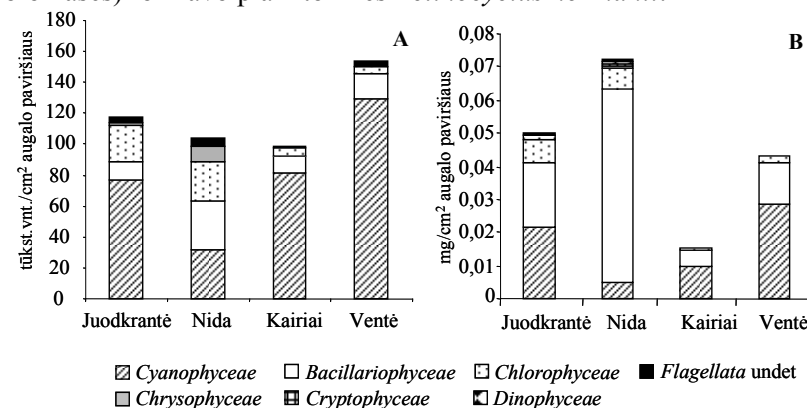 180
160
140
120
100
80
60
40
20
0
tūkst.vnt./cm² augalo paviršiaus
A
Juodkrantė Nida Kairiai Ventė
0,08
0,07
0,06
0,05
0,04
0,03
0,02
0,01
0
mg/cm² augalo paviršiaus
B
Juodkrantė Nida Kairiai Ventė
Cyanophyceae Bacillariophyceae Chlorophyceae Flagellata undet
Chrysophyceae Cryptophyceae Dinophyceae